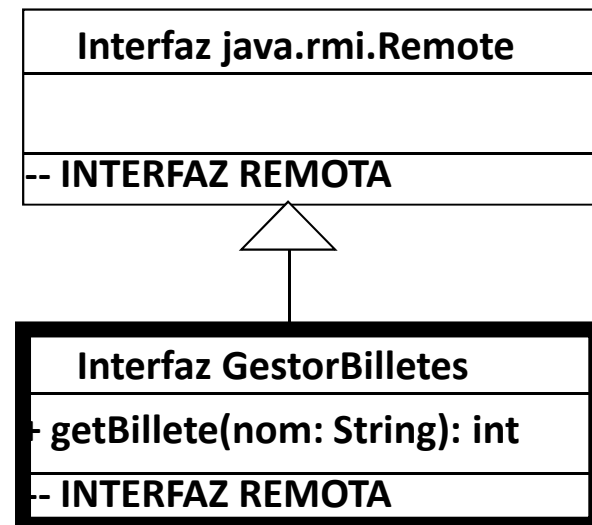 Interfaz java.rmi.Remote
-- INTERFAZ REMOTA
Interfaz GestorBilletes
+ getBillete(nom: String): int
-- INTERFAZ REMOTA